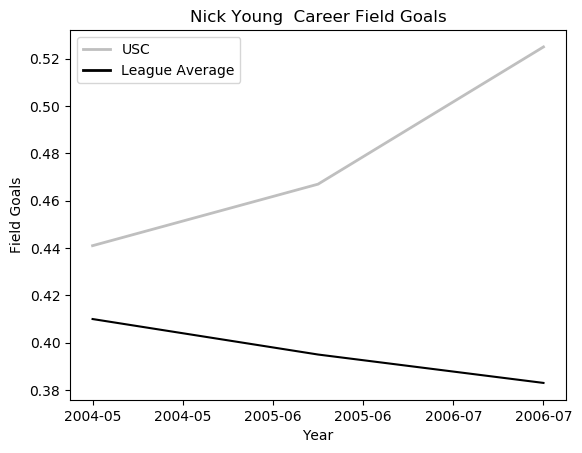 Nick Young  Career Field Goals
USC
League Average
0.52
0.50
0.48
0.46
0.44
0.42
0.40
0.38
Field Goals
2004-05 2004-05 2005-06 2005-06 2006-07 2006-07
Year